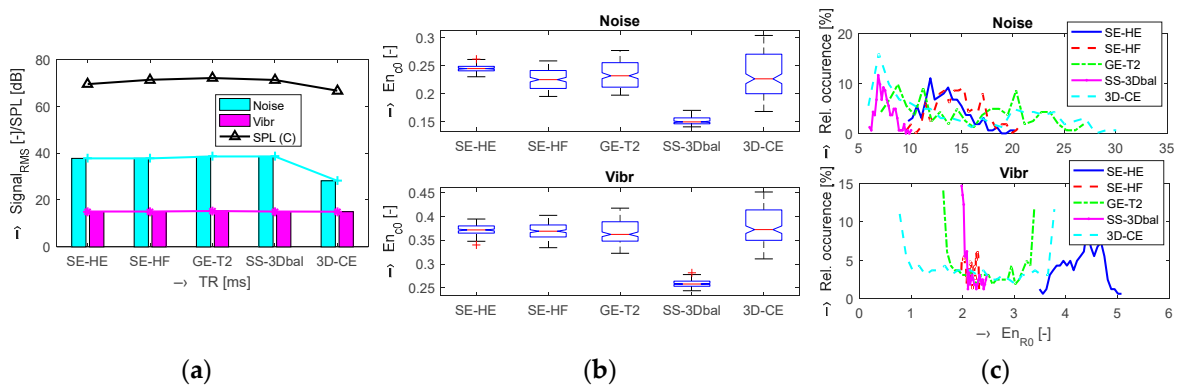 80
60
40
20
0
Signal_RMS [-]/SPL [dB]
Noise
Vibr
SPL (C)
SE-HE SE-HF GE-T2 SS-3Dbal 3D-CE
—> TR [ms]
(a)
Noise
0.3
0.25
0.2
0.15
—> En_c0 [-]
SE-HE SE-HF GE-T2 SS-3Dbal 3D-CE
Vibr
0.45
0.4
0.35
0.3
0.25
—> En_c0 [-]
SE-HE SE-HF GE-T2 SS-3Dbal 3D-CE
(b)
Noise
20
10
0
Rel. occurence [%]
SE-HE
SE-HF
GE-T2
SS-3Dbal
3D-CE
5 10 15 20 25 30 35
Vibr
15
10
5
0
—> Rel. occurence [%]
SE-HE
SE-HF
GE-T2
SS-3Dbal
3D-CE
0 1 2 3 4 5 6
—> En_R0 [-]
(c)